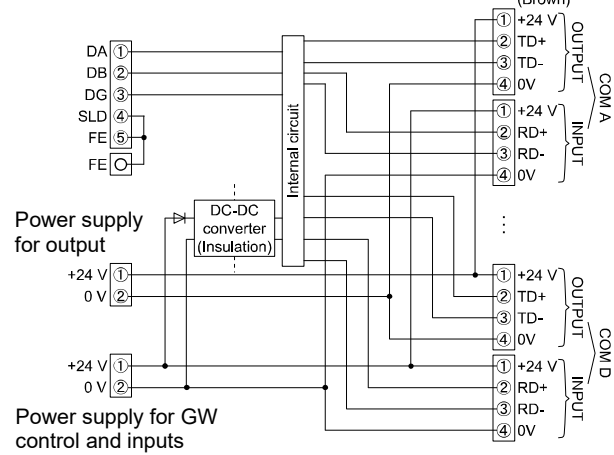 (Brown)
DA ①
DB ②
DG ③
SLD ④
FE ⑤
FE
Internal circuit
DC-DC
converter
(Insulation)
Power supply
for output
+24 V ①
0 V ②
+24 V ①
0 V ②
Power supply for GW
control and inputs
① +24 V
② TD+
③ TD-
④ 0V
OUTPUT
① +24 V
② RD+
③ RD-
④ 0V
INPUT
COM A
⋮
① +24 V
② TD+
③ TD-
④ 0V
OUTPUT
① +24 V
② RD+
③ RD-
④ 0V
INPUT
COM D